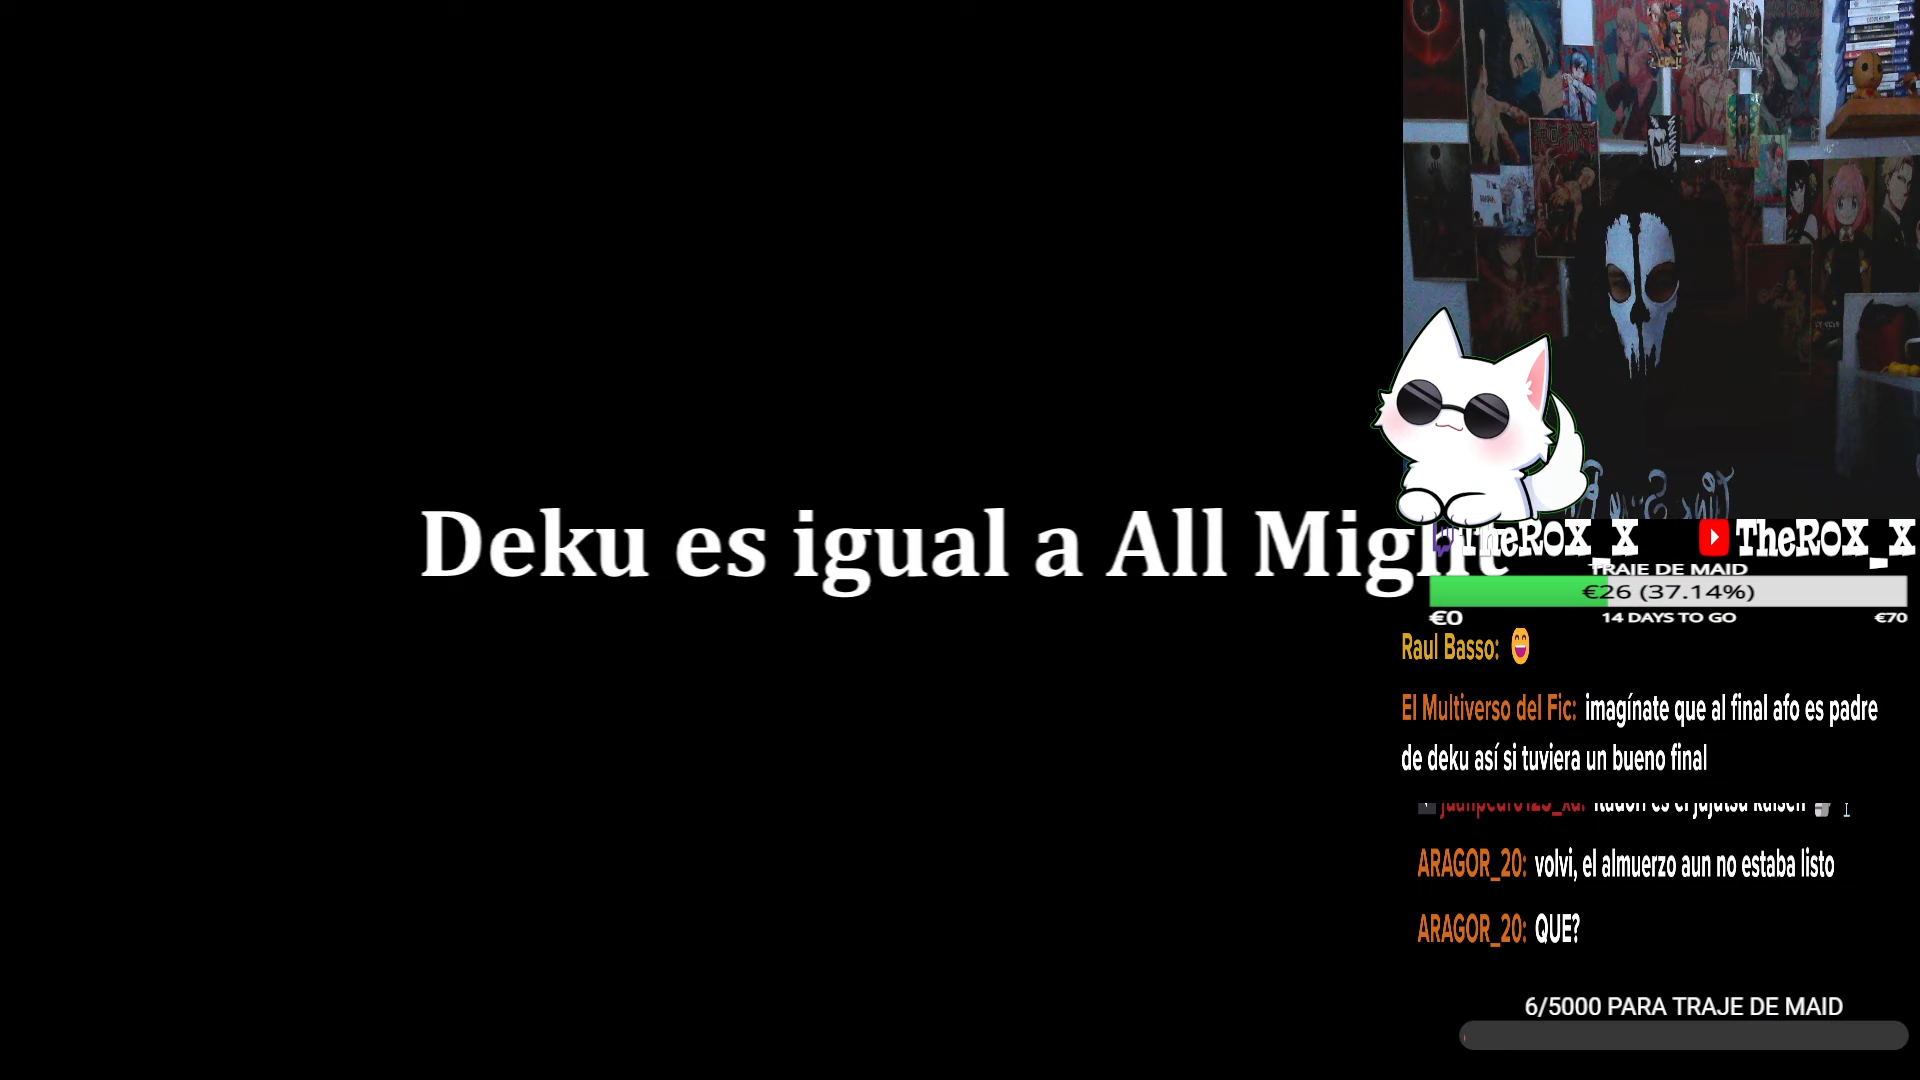 Deku es igual a All Might
TheROX_X
TheROX_X
TRAJE DE MAID
€26 (37.14%)
€0
14 DAYS TO GO
€70
Raul Basso: 😄
El Multiverso del Fic: imagínate que al final afo es padre
de deku así si tuviera un bueno final
ARAGOR_20: volvi, el almuerzo aun no estaba listo
ARAGOR_20: QUE?
6/5000 PARA TRAJE DE MAID